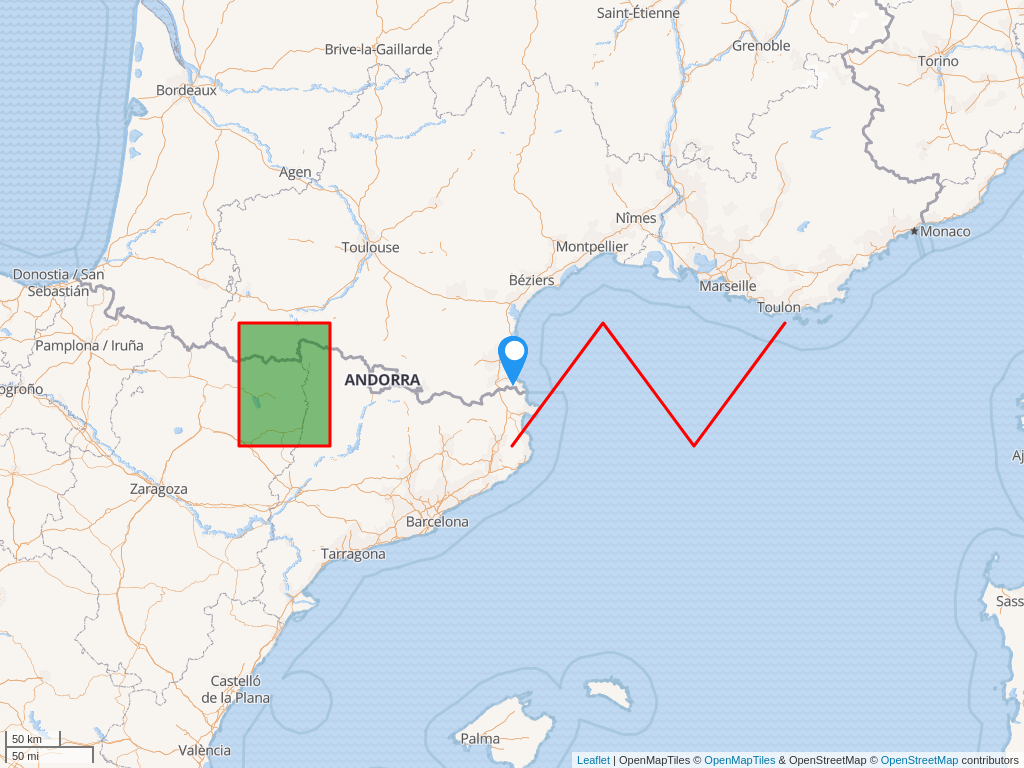 Saint-Étienne
Brive-la-Gaillarde
Grenoble
Torino
Bordeaux
Agen
Nîmes
Monaco
Toulouse
Montpellier
Donostia / San
Sebastián
Béziers
Marseille
Toulon
Pamplona / Iruña
ANDORRA
ogroño
Aj
Zaragoza
Barcelona
Tarragona
Sass
Castelló
de la Plana
Palma
València
50 km
50 mi
Leaflet | OpenMapTiles © OpenMapTiles & OpenStreetMap © OpenStreetMap contributors